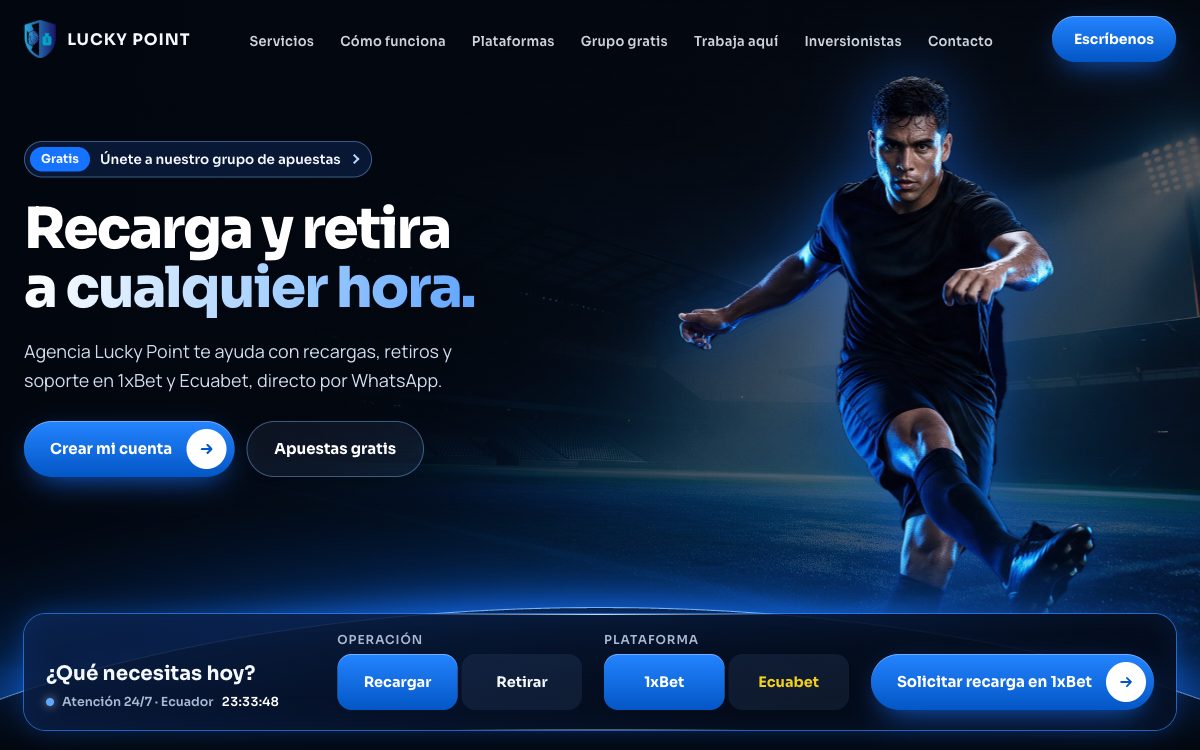 LUCKY POINT
Servicios
Cómo funciona
Plataformas
Grupo gratis
Trabaja aquí
Inversionistas
Contacto
Escríbenos
Gratis Únete a nuestro grupo de apuestas
Recarga y retira
a cualquier hora.
Agencia Lucky Point te ayuda con recargas, retiros y
soporte en 1xBet y Ecuabet, directo por WhatsApp.
Crear mi cuenta
Apuestas gratis
¿Qué necesitas hoy?
Atención 24/7 · Ecuador 23:33:48
OPERACIÓN
Recargar
Retirar
PLATAFORMA
1xBet
Ecuabet
Solicitar recarga en 1xBet